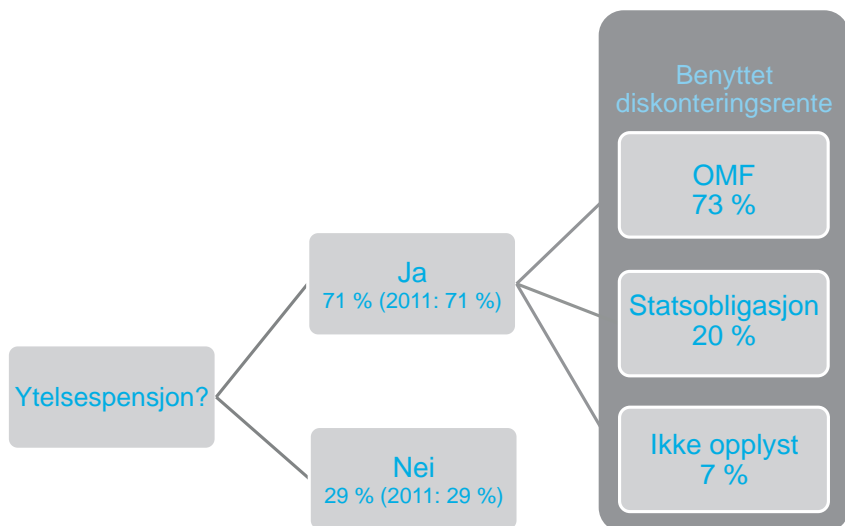 Benyttet
diskonteringsrente
OMF
73 %
Ja
71 % (2011: 71 %)
Statsobligasjon
20 %
Ytelsespensjon?
Nei
29 % (2011: 29 %)
Ikke opplyst
7 %